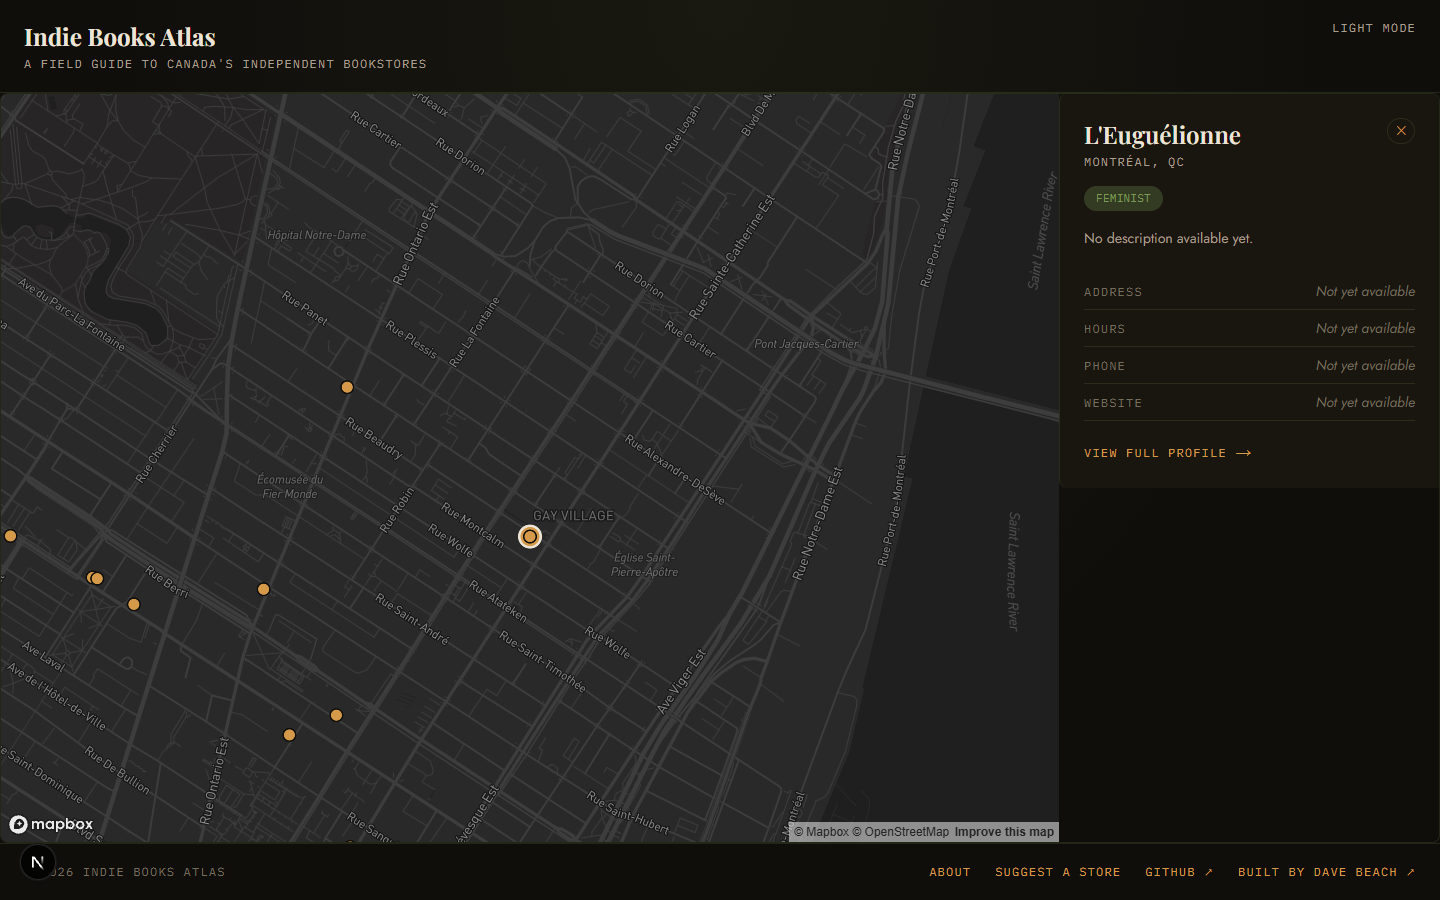 Indie Books Atlas
A FIELD GUIDE TO CANADA'S INDEPENDENT BOOKSTORES
LIGHT MODE
L'Euguélionne
MONTRÉAL, QC
FEMINIST
No description available yet.
ADDRESS Not yet available
HOURS Not yet available
PHONE Not yet available
WEBSITE Not yet available
VIEW FULL PROFILE →
Rue Cartier
Rue Dorion
Rue Logan
Rue Port-de-Montréal
Saint Lawrence River
Hôpital Notre-Dame
Rue Ontario Est
Rue Sainte-Catherine Est
Rue Dorion
Ave du Parc-La Fontaine
Rue Panet
Rue Plessis
Rue La Fontaine
Rue Cartier
Pont Jacques-Cartier
Rue Beaudry
Rue Cherrier
Rue Alexandre-DeSève
Écomusée du
Fier Monde
Rue Robin
Rue Montcalm
Rue Wolfe
GAY VILLAGE
Rue Notre-Dame Est
Rue Port-de-Montréal
Saint Lawrence River
Église Saint-
Pierre-Apôtre
Rue Berri
Rue Atateken
Rue Saint-André
Rue Saint-Timothée
Rue Wolfe
Ave Laval
Ave de l'Hôtel-de-Ville
Ave Viger Est
Rue De Bullion
Rue Ontario Est
Saint-Dominique
Rue Saint-Hubert
mapbox
© Mapbox © OpenStreetMap Improve this map
N
26 INDIE BOOKS ATLAS
ABOUT
SUGGEST A STORE
GITHUB ↗
BUILT BY DAVE BEACH ↗